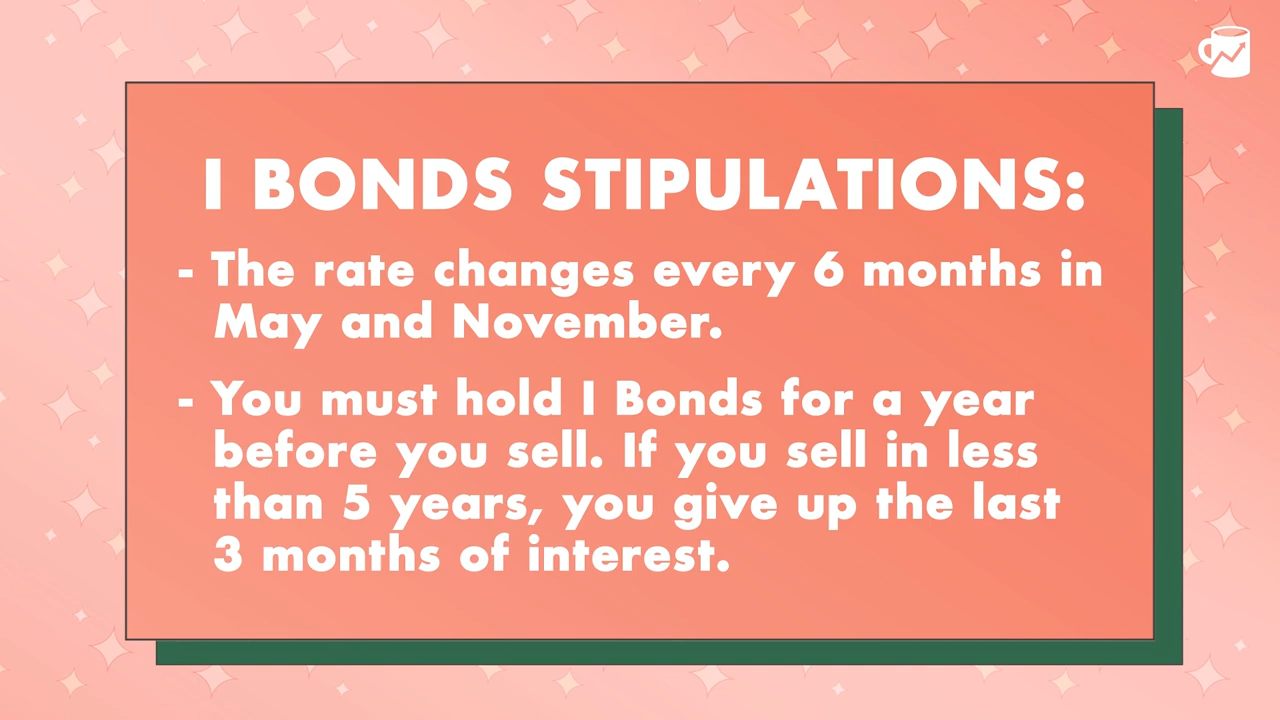 I BONDS STIPULATIONS:
- The rate changes every 6 months in
May and November.
- You must hold I Bonds for a year
before you sell. If you sell in less
than 5 years, you give up the last
3 months of interest.